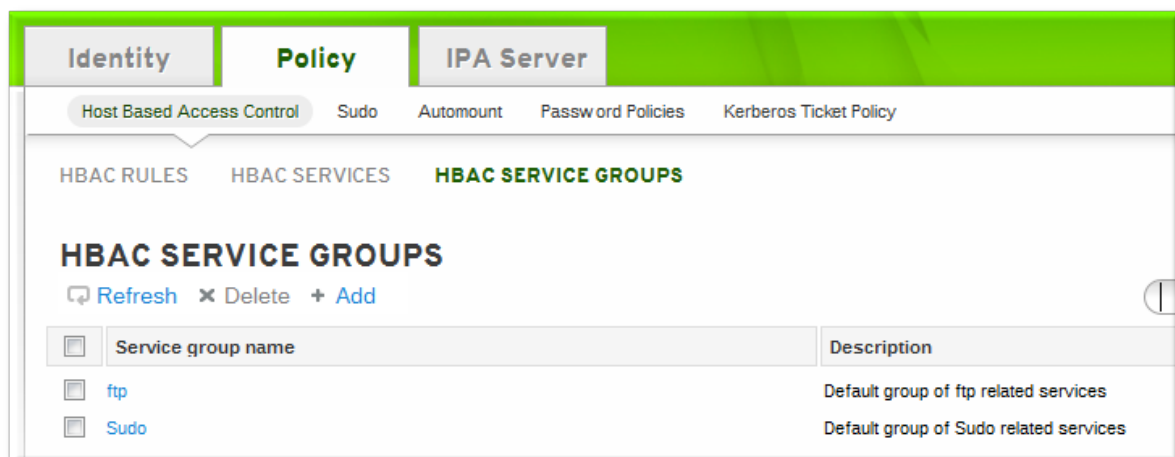 Identity Policy IPA Server
Host Based Access Control Sudo Automount Password Policies Kerberos Ticket Policy
HBAC RULES HBAC SERVICES HBAC SERVICE GROUPS
HBAC SERVICE GROUPS
Refresh Delete Add
Service group name Description
ftp Default group of ftp related services
Sudo Default group of Sudo related services